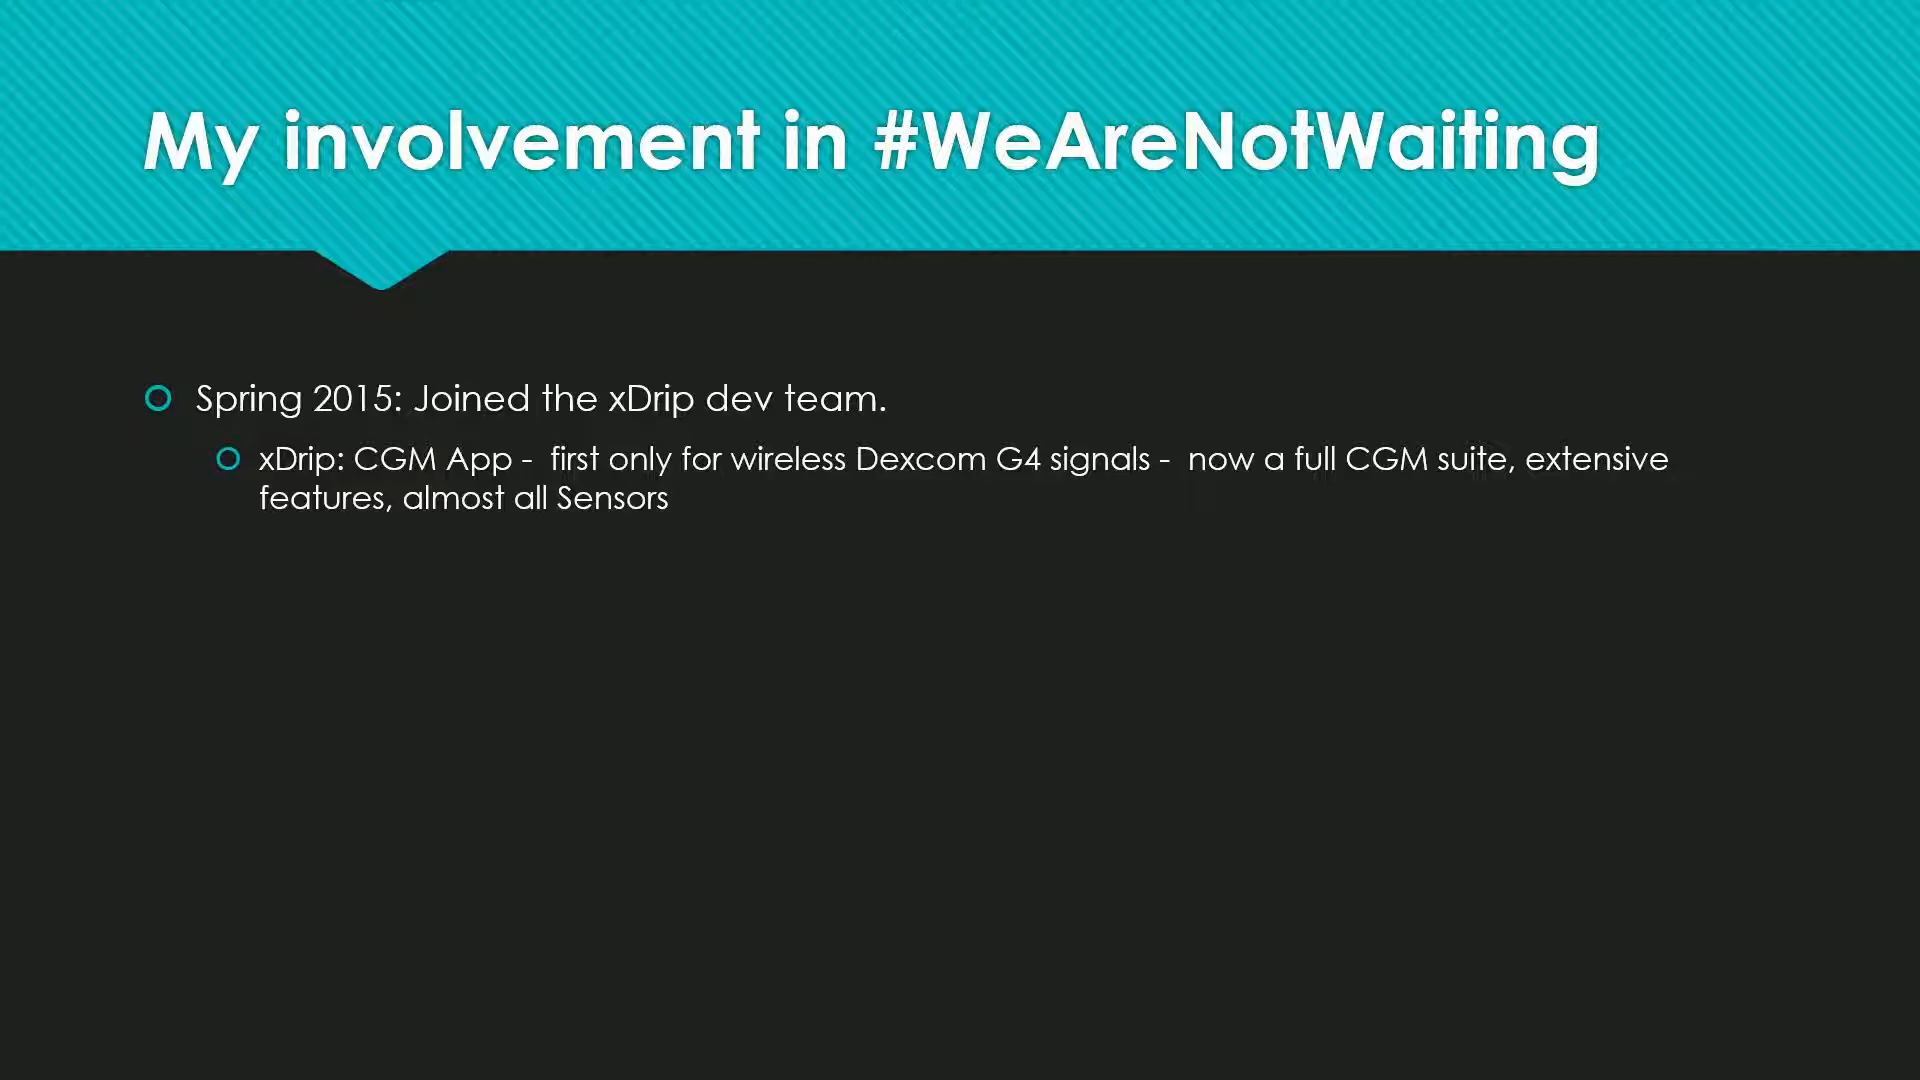 My involvement in #WeAreNotWaiting
Spring 2015: Joined the xDrip dev team.
xDrip: CGM App -  first only for wireless Dexcom G4 signals -  now a full CGM suite, extensive
features, almost all Sensors